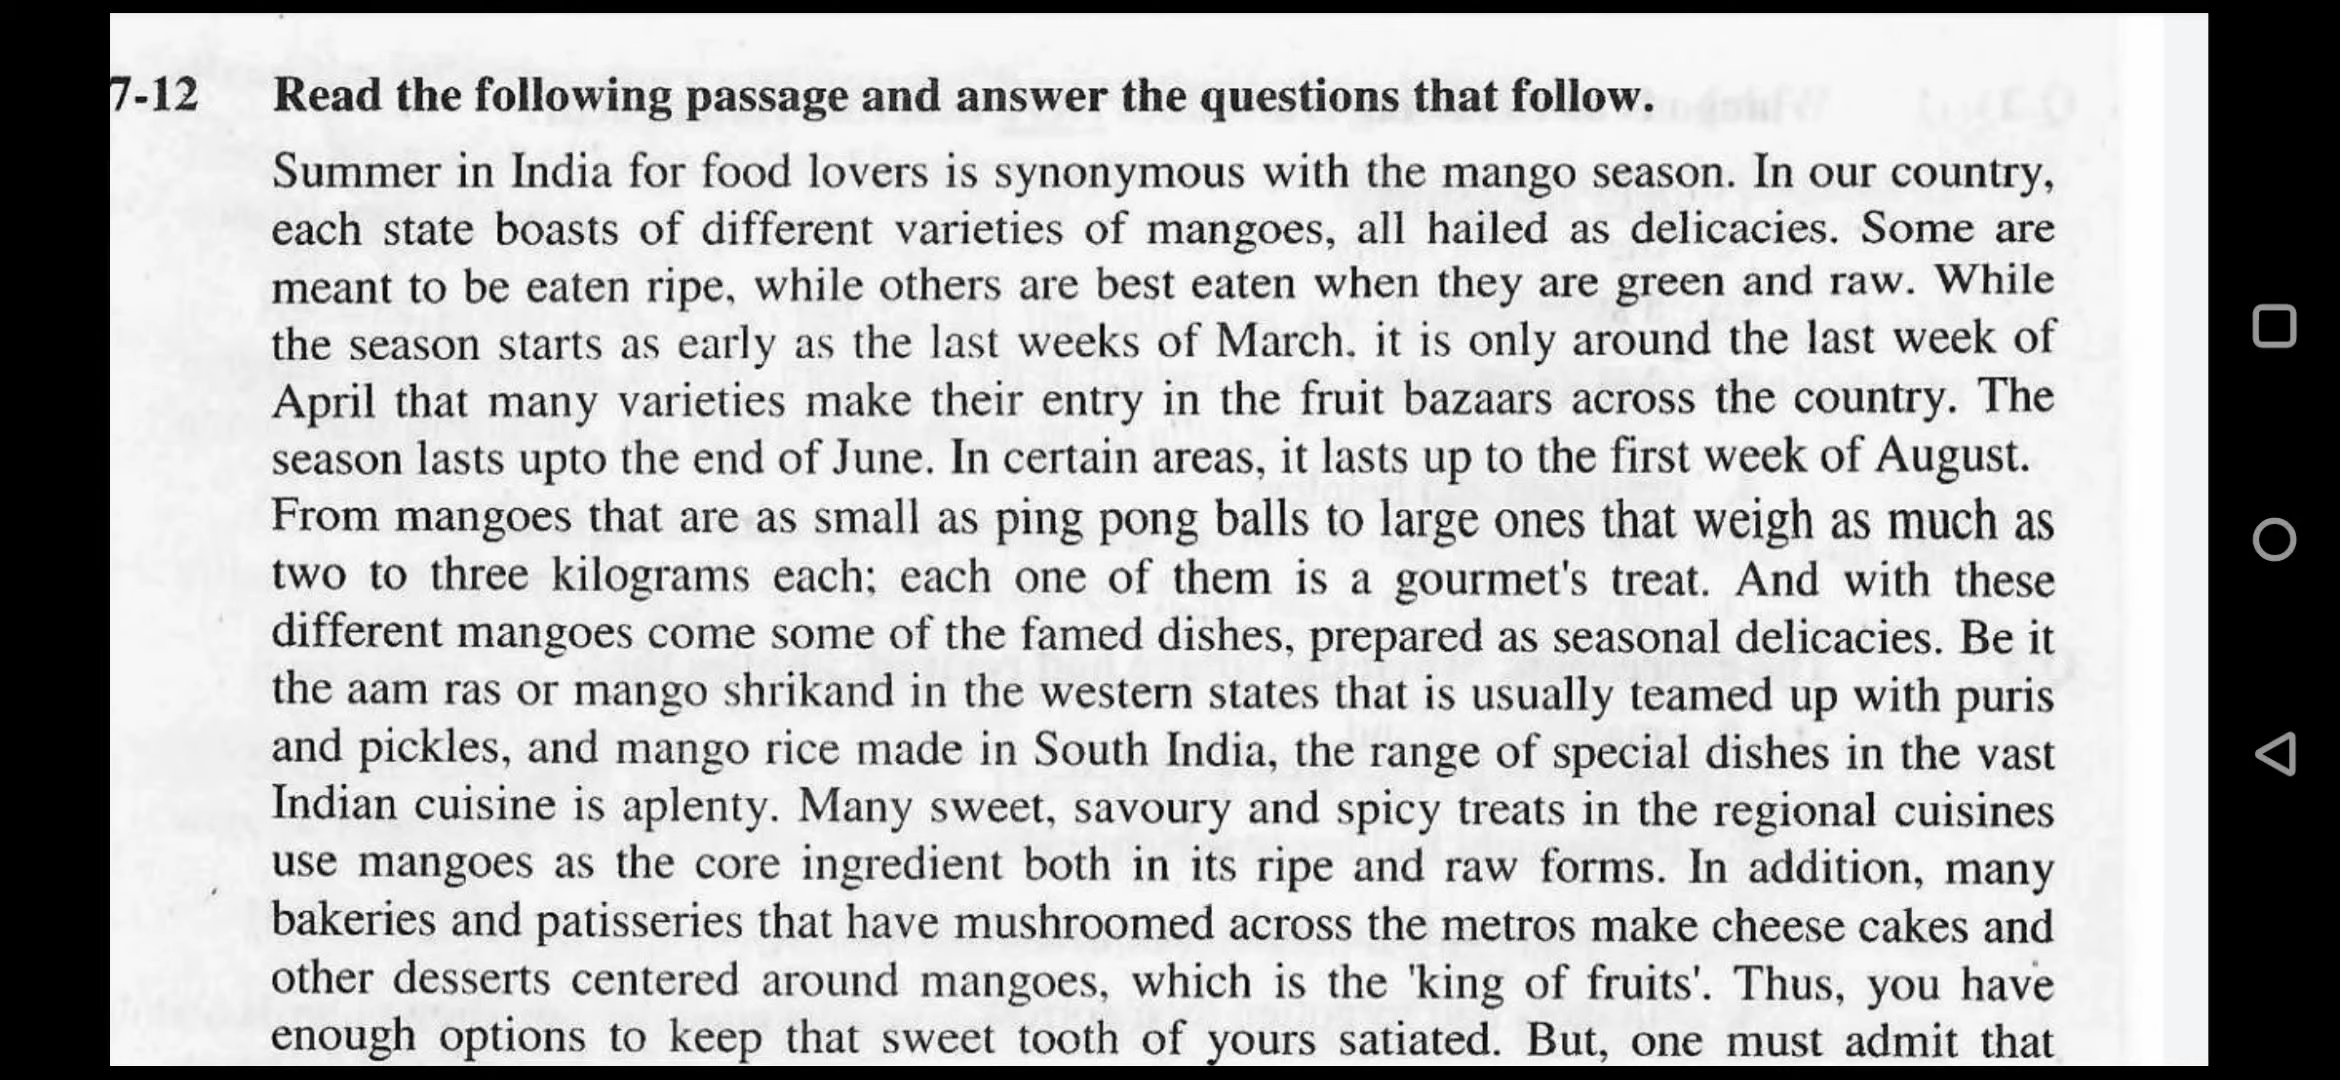 7-12 Read the following passage and answer the questions that follow.
Summer in India for food lovers is synonymous with the mango season. In our country,
each state boasts of different varieties of mangoes, all hailed as delicacies. Some are
meant to be eaten ripe, while others are best eaten when they are green and raw. While
the season starts as early as the last weeks of March, it is only around the last week of
April that many varieties make their entry in the fruit bazaars across the country. The
season lasts upto the end of June. In certain areas, it lasts up to the first week of August.
From mangoes that are as small as ping pong balls to large ones that weigh as much as
two to three kilograms each; each one of them is a gourmet's treat. And with these
different mangoes come some of the famed dishes, prepared as seasonal delicacies. Be it
the aam ras or mango shrikand in the western states that is usually teamed up with puris
and pickles, and mango rice made in South India, the range of special dishes in the vast
Indian cuisine is aplenty. Many sweet, savoury and spicy treats in the regional cuisines
use mangoes as the core ingredient both in its ripe and raw forms. In addition, many
bakeries and patisseries that have mushroomed across the metros make cheese cakes and
other desserts centered around mangoes, which is the 'king of fruits'. Thus, you have
enough options to keep that sweet tooth of yours satiated. But, one must admit that